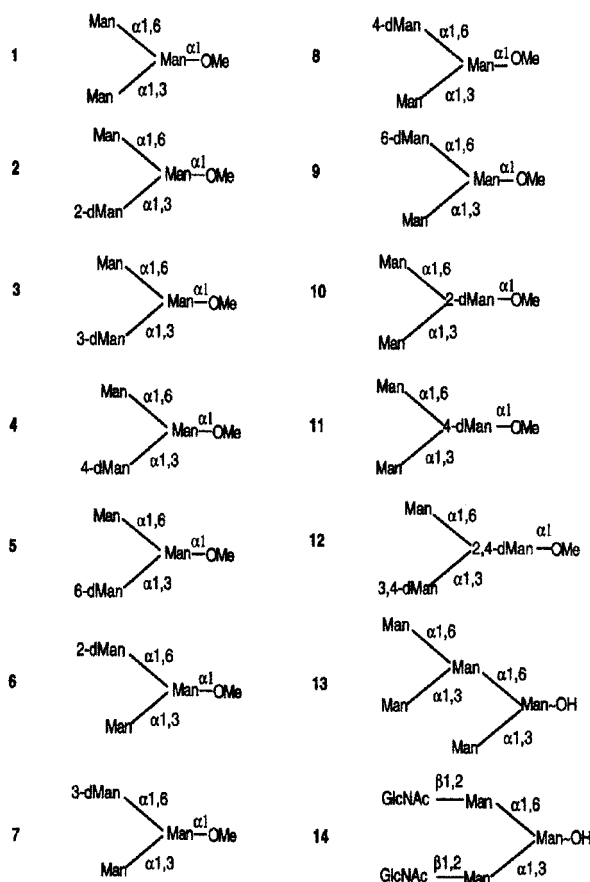 1
Man
α1,6
Man
α1
OMe
Man
α1,3
2
Man
α1,6
Man
α1
OMe
2-dMan
α1,3
3
Man
α1,6
Man
α1
OMe
3-dMan
α1,3
4
Man
α1,6
Man
α1
OMe
4-dMan
α1,3
5
Man
α1,6
Man
α1
OMe
6-dMan
α1,3
6
2-dMan
α1,6
Man
α1
OMe
Man
α1,3
7
3-dMan
α1,6
Man
α1
OMe
Man
α1,3
8
4-dMan
α1,6
Man
α1
OMe
Man
α1,3
9
6-dMan
α1,6
Man
α1
OMe
Man
α1,3
10
Man
α1,6
2-dMan
α1
OMe
Man
α1,3
11
Man
α1,6
4-dMan
α1
OMe
Man
α1,3
12
Man
α1,6
2,4-dMan
α1
OMe
3,4-dMan
α1,3
13
Man
α1,6
Man
α1,6
Man
α1,3
Man~OH
Man
α1,3
14
GlcNAc
β1,2
Man
α1,6
Man~OH
GlcNAc
β1,2
Man
α1,3